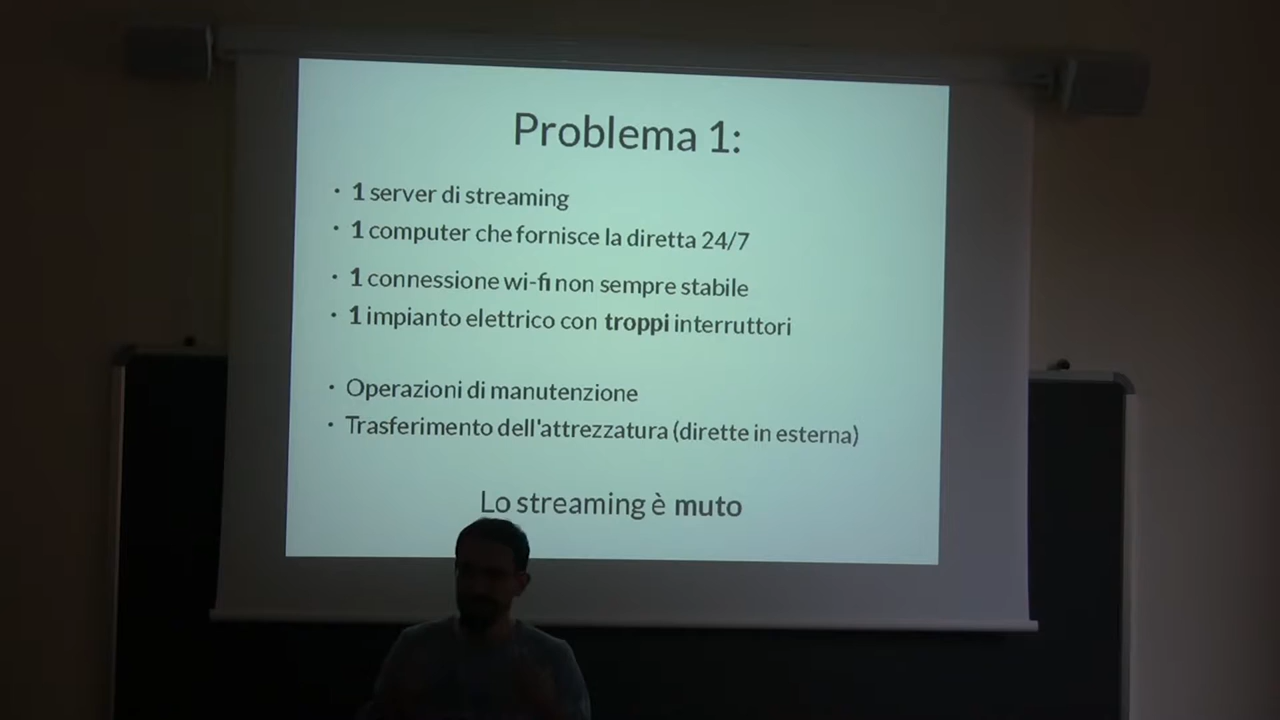 Problema 1:
• 1 server di streaming
• 1 computer che fornisce la diretta 24/7
• 1 connessione wi-fi non sempre stabile
• 1 impianto elettrico con troppi interruttori
• Operazioni di manutenzione
• Trasferimento dell'attrezzatura (dirette in esterna)
Lo streaming è muto